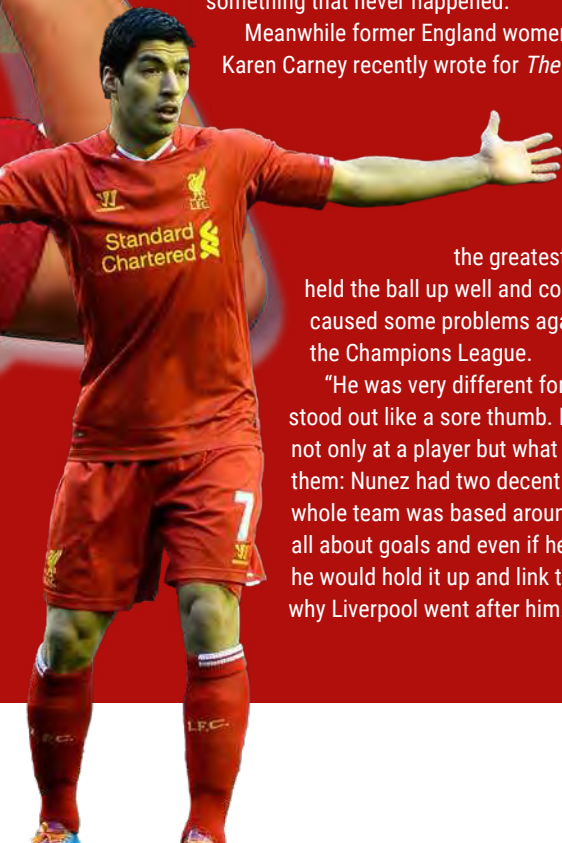 something that never happened.
Meanwhile former England women
Karen Carney recently wrote for The
the greatest
held the ball up well and co
caused some problems aga
the Champions League.
“He was very different for
stood out like a sore thumb.
not only at a player but what
them: Nunez had two decent
whole team was based aroun
all about goals and even if he
he would hold it up and link t
why Liverpool went after him
L.F.C.
Standard
Chartered
7
L.F.C.
L.F.C.